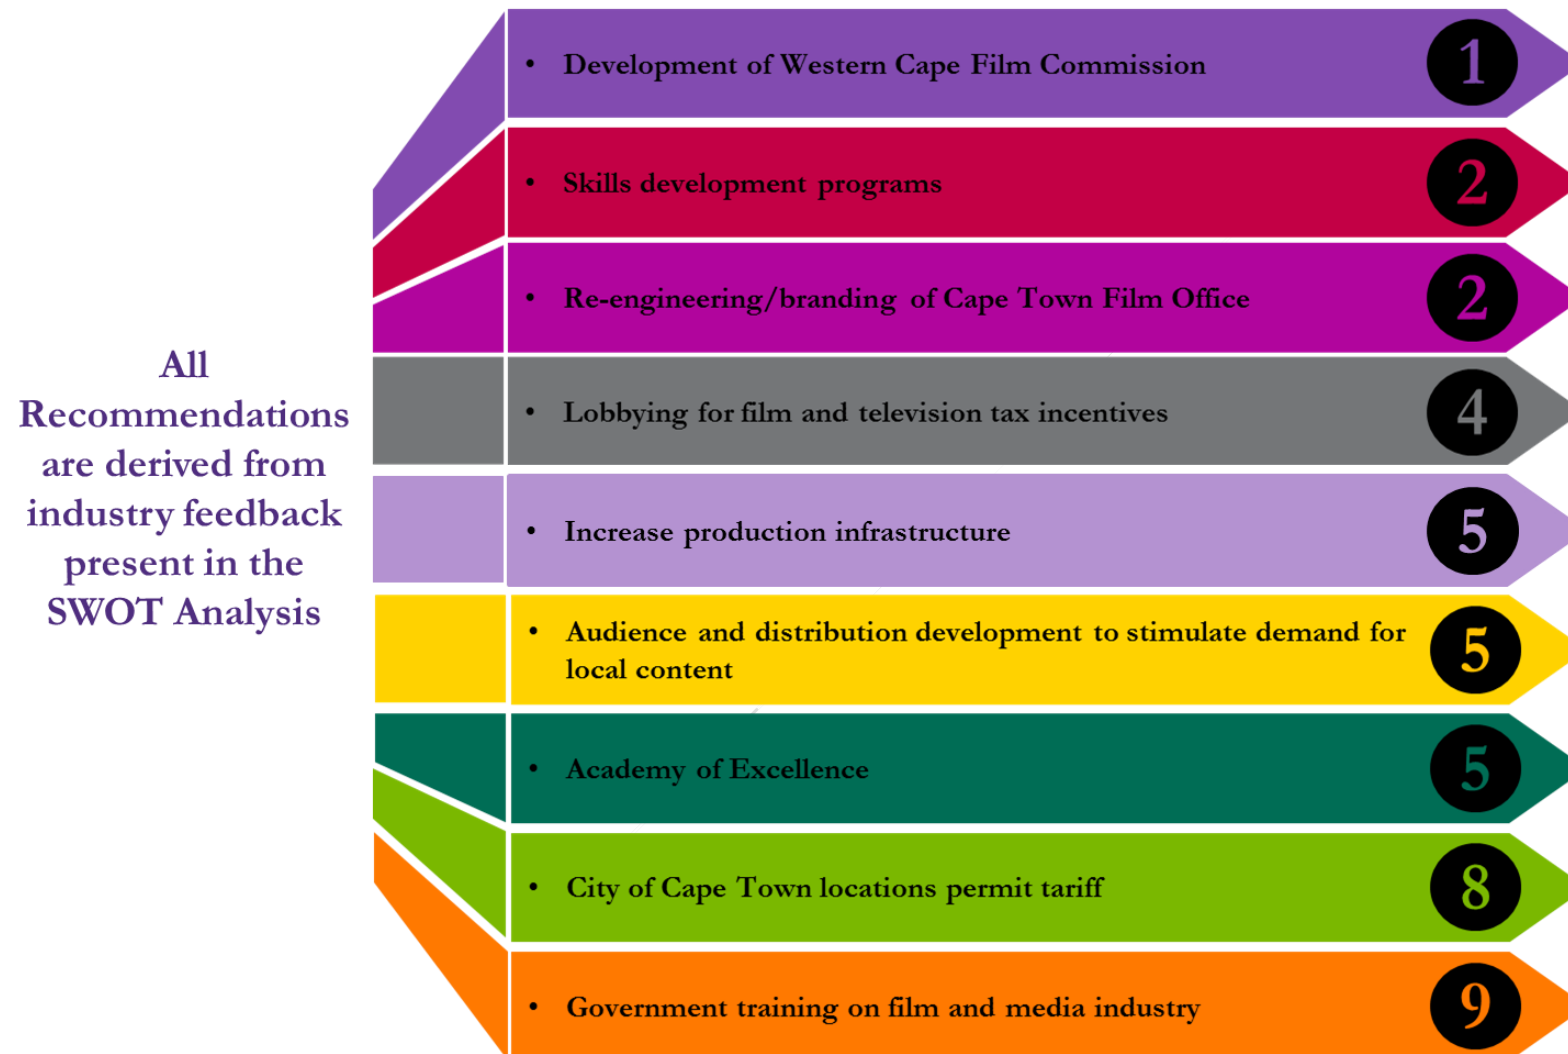 All
Recommendations
are derived from
industry feedback
present in the
SWOT Analysis
• Development of Western Cape Film Commission 1
• Skills development programs 2
• Re-engineering/branding of Cape Town Film Office 2
• Lobbying for film and television tax incentives 4
• Increase production infrastructure 5
• Audience and distribution development to stimulate demand for
local content 5
• Academy of Excellence 5
• City of Cape Town locations permit tariff 8
• Government training on film and media industry 9